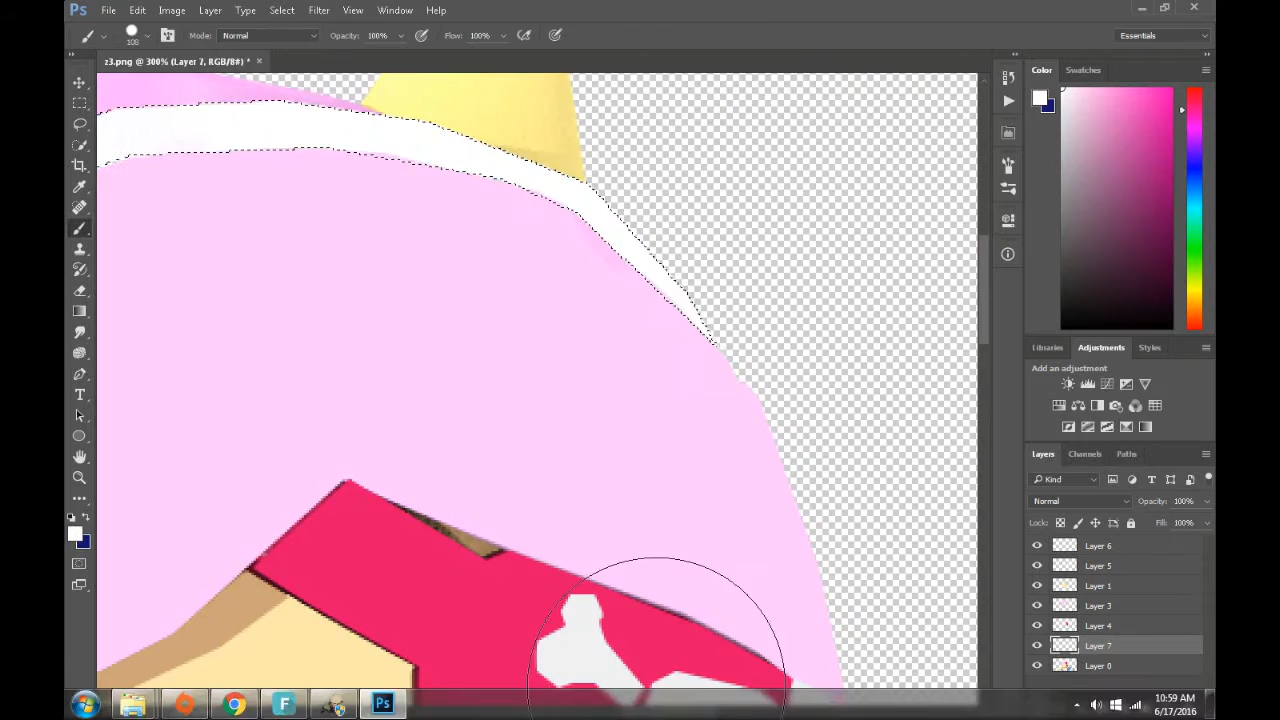 Ps File Edit Image Layer Type Select Filter View Window Help
108 Mode: Normal Opacity: 100% Flow: 100% Essentials
z3.png @ 300% (Layer 7, RGB/8#) * ×
Color Swatches
Libraries Adjustments Styles
Add an adjustment
Layers Channels Paths
Kind
Normal Opacity: 100%
Lock: Fill: 100%
Layer 6
Layer 5
Layer 1
Layer 3
Layer 4
Layer 7
Layer 0
F Ps 10:59 AM
6/17/2016